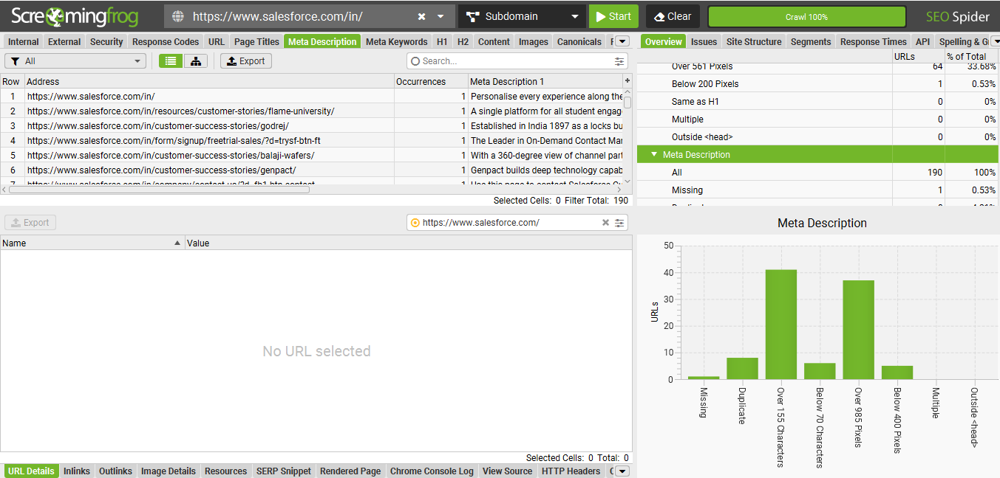 Screamingfrog https://www.salesforce.com/in/ Subdomain Start Clear Crawl 100% SEO Spider
Internal External Security Response Codes URL Page Titles Meta Description Meta Keywords H1 H2 Content Images Canonicals
All Export Search...
Row Address Occurrences Meta Description 1 +
1 https://www.salesforce.com/in/ 1 Personalise every experience along the
2 https://www.salesforce.com/in/resources/customer-stories/flame-university/ 1 A single platform for all student engag
3 https://www.salesforce.com/in/customer-success-stories/godrej/ 1 Established in India 1897 as a locks bu
4 https://www.salesforce.com/in/form/signup/freetrial-sales/?d=trysf-btn-ft 1 The Leader in On-Demand Contact Mar
5 https://www.salesforce.com/in/customer-success-stories/balaji-wafers/ 1 With a 360-degree view of channel part
6 https://www.salesforce.com/in/customer-success-stories/genpact/ 1 Genpact builds deep technology capab
Selected Cells: 0 Filter Total: 190
Export https://www.salesforce.com/
Name Value
No URL selected
Selected Cells: 0 Total: 0
URL Details Inlinks Outlinks Image Details Resources SERP Snippet Rendered Page Chrome Console Log View Source HTTP Headers
Overview Issues Site Structure Segments Response Times API Spelling & G
URLs % of Total
Over 561 Pixels 64 33.68%
Below 200 Pixels 1 0.53%
Same as H1 0 0%
Multiple 0 0%
Outside <head> 0 0%
Meta Description
All 190 100%
Missing 1 0.53%
Meta Description
50
40
30
20
10
0
URLs
Missing
Duplicate
Over 155 Characters
Below 70 Characters
Over 985 Pixels
Below 400 Pixels
Multiple
Outside <head>